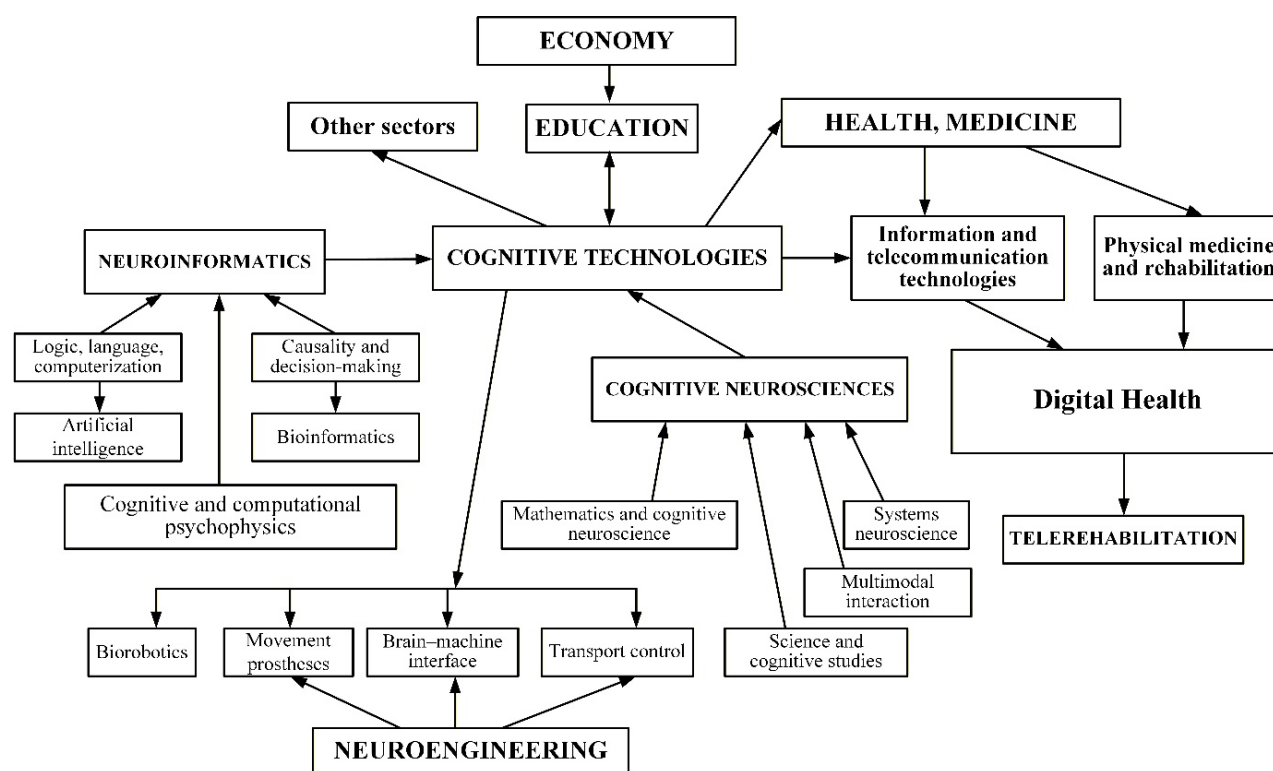 ECONOMY
Other sectors
EDUCATION
HEALTH, MEDICINE
NEUROINFORMATICS
COGNITIVE TECHNOLOGIES
Information and
telecommunication
technologies
Physical medicine
and rehabilitation
Logic, language,
computerization
Causality and
decision-making
COGNITIVE NEUROSCIENCES
Digital Health
Artificial
intelligence
Bioinformatics
Cognitive and computational
psychophysics
Mathematics and cognitive
neuroscience
Systems
neuroscience
TELEREHABILITATION
Multimodal
interaction
Biorobotics
Movement
prostheses
Brain–machine
interface
Transport control
Science and
cognitive studies
NEUROENGINEERING